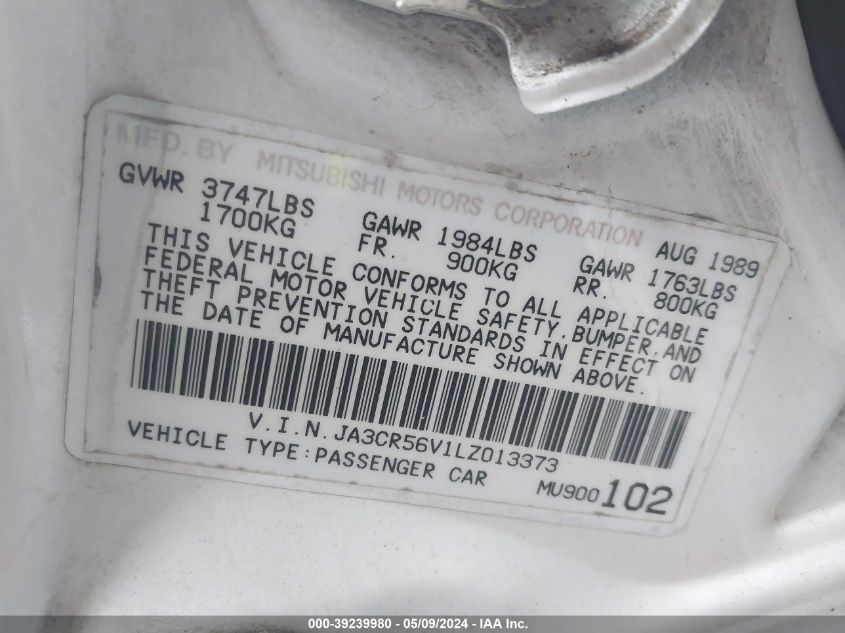 MFD. BY MITSUBISHI MOTORS CORPORATION AUG 1989
GVWR 3747LBS GAWR 1984LBS GAWR 1763LBS
1700KG FR. 900KG RR. 800KG
THIS VEHICLE CONFORMS TO ALL APPLICABLE
FEDERAL MOTOR VEHICLE SAFETY,BUMPER,AND
THEFT PREVENTION STANDARDS IN EFFECT ON
THE DATE OF MANUFACTURE SHOWN ABOVE.
V.I.N.JA3CR56V1LZ013373
VEHICLE TYPE:PASSENGER CAR MU900102
000-39239980 - 05/09/2024 - IAA Inc.